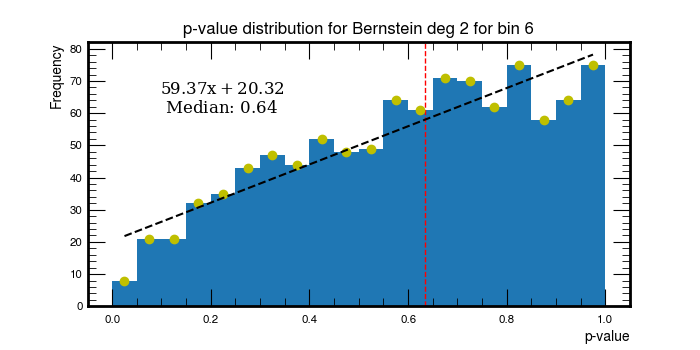 p-value distribution for Bernstein deg 2 for bin 6
Frequency
80
70
60
50
40
30
20
10
0
59.37x + 20.32
Median: 0.64
0.0 0.2 0.4 0.6 0.8 1.0
p-value